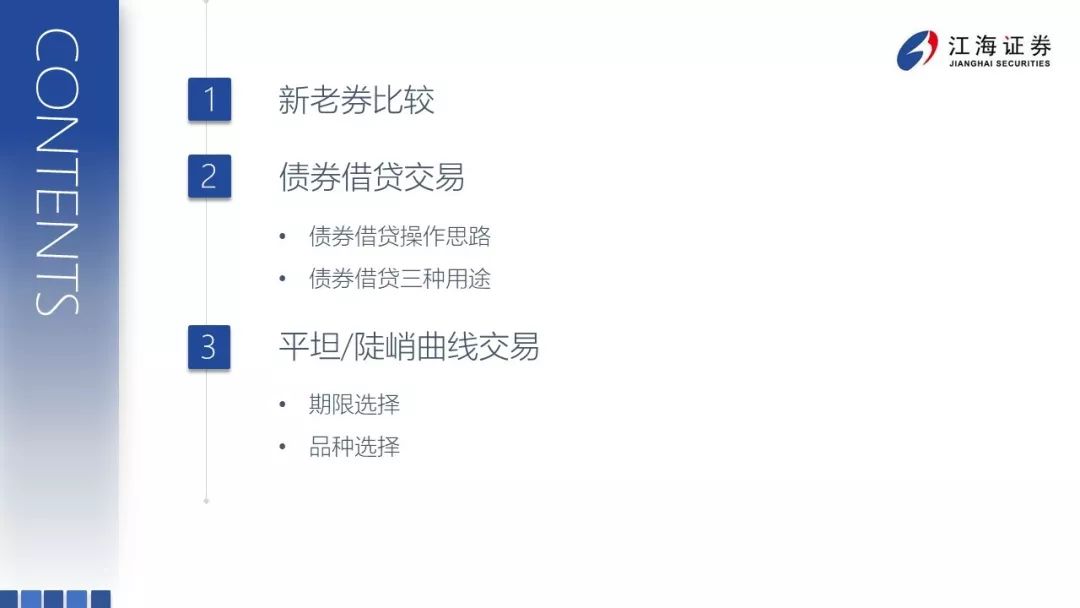 CONTENTS
江海证券
JIANGHAI SECURITIES
1 新老券比较
2 债券借贷交易
• 债券借贷操作思路
• 债券借贷三种用途
3 平坦/陡峭曲线交易
• 期限选择
• 品种选择